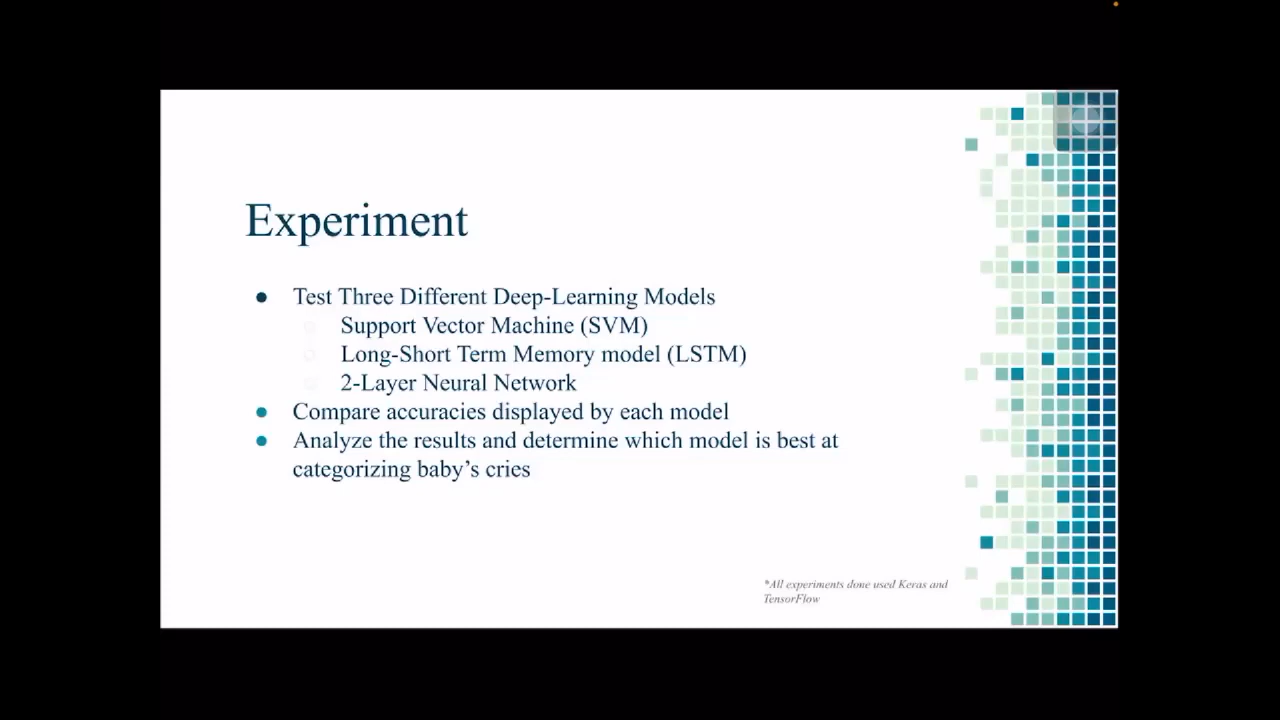 Experiment
● Test Three Different Deep-Learning Models
○ Support Vector Machine (SVM)
○ Long-Short Term Memory model (LSTM)
○ 2-Layer Neural Network
● Compare accuracies displayed by each model
● Analyze the results and determine which model is best at
categorizing baby’s cries
*All experiments done used Keras and
TensorFlow